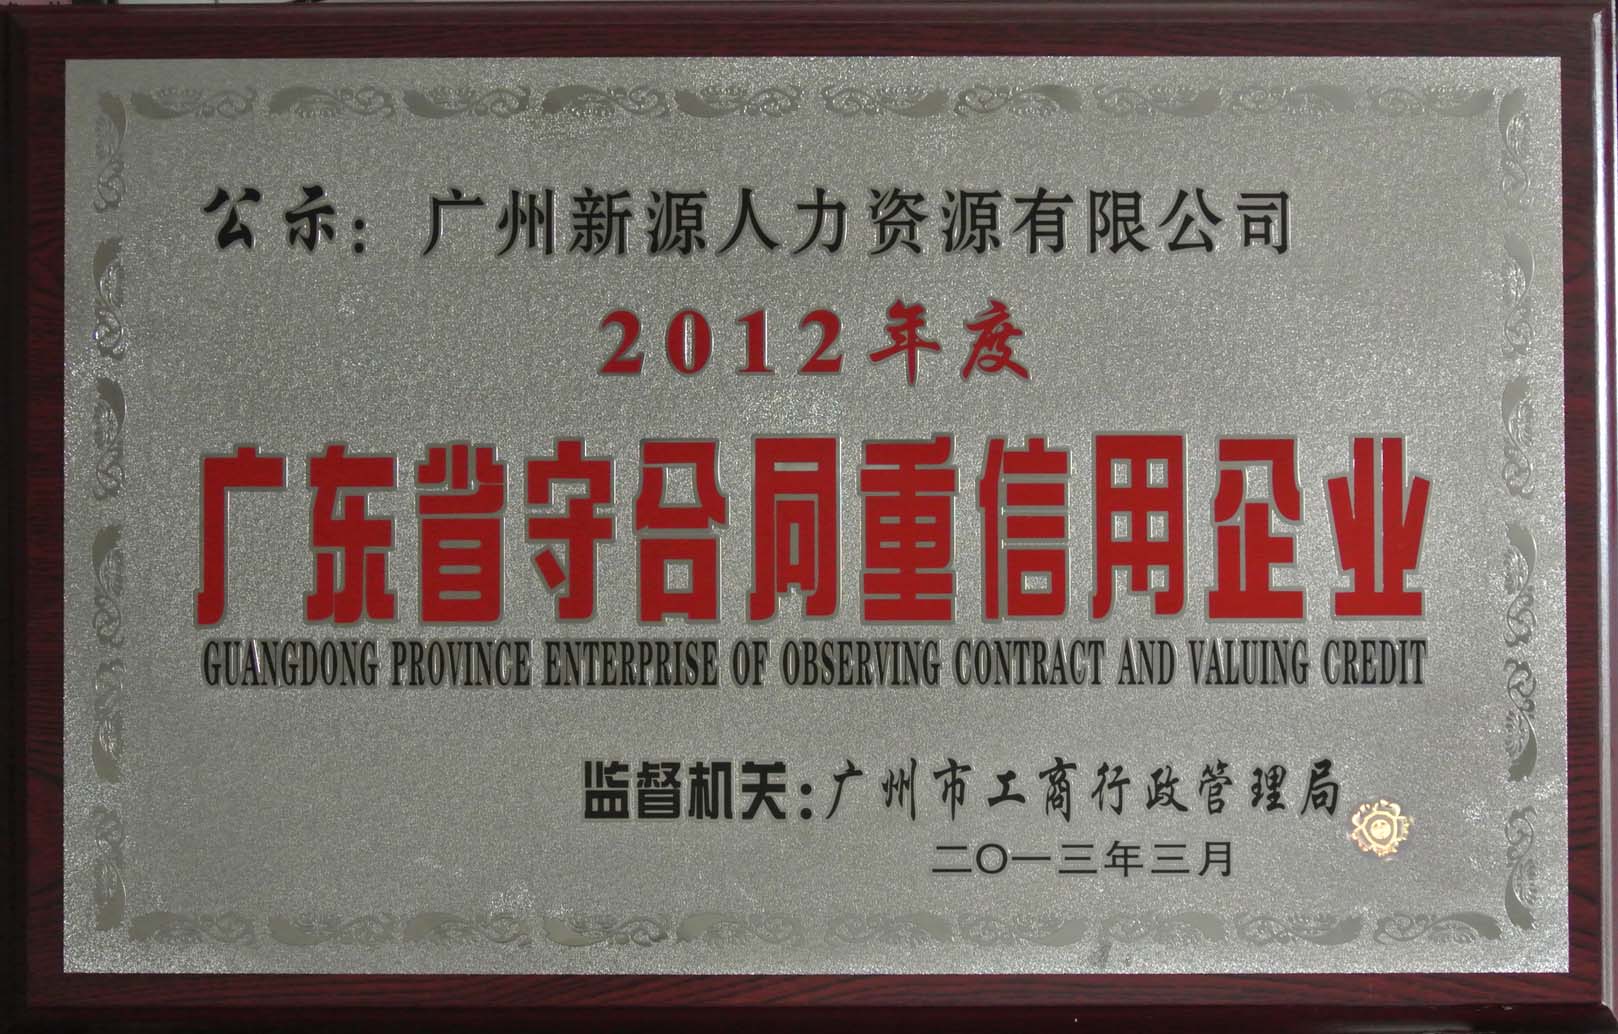 公示：广州新源人力资源有限公司
2012年度
广东省守合同重信用企业
GUANGDONG PROVINCE ENTERPRISE OF OBSERVING CONTRACT AND VALUING CREDIT
监督机关：广州市工商行政管理局
二〇一三年三月